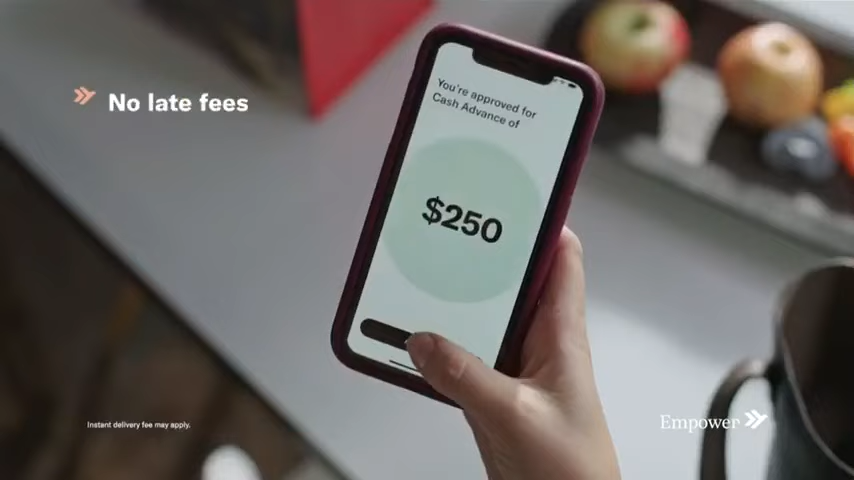 No late fees
You're approved for
Cash Advance of
$250
Instant delivery fee may apply.
Empower